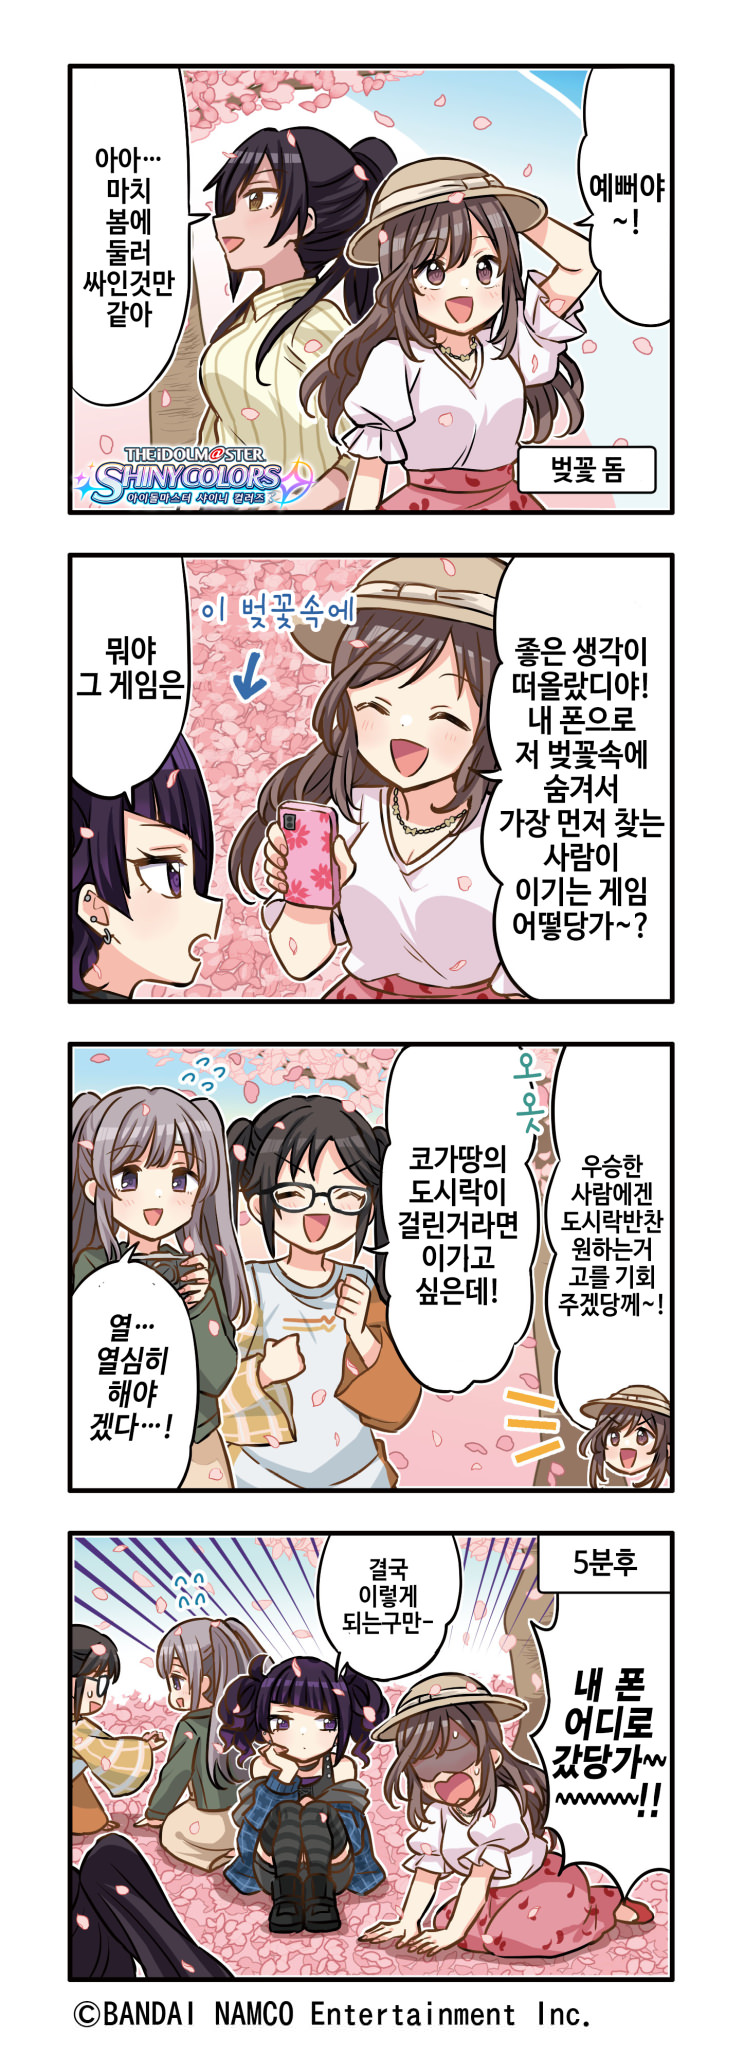 예뻐야
~!
아아…
마치
봄에
둘러
싸인것만
같아
THE iDOLM@STER
SHINYCOLORS
아이돌마스터 샤이니 컬러즈
벚꽃 돔
좋은 생각이
떠올랐디야!
내 폰으로
저 벚꽃속에
숨겨서
가장 먼저 찾는
사람이
이기는 게임
어떻당가~?
이 벚꽃속에
뭐야
그 게임은
우승한
사람에겐
도시락반찬
원하는거
고를 기회
주겠당께~!
오
옷
코가땅의
도시락이
걸린거라면
이기고
싶은데!
열…
열심히
해야
겠다…!
5분후
내 폰
어디로
갔당가~
~~~~~!!
결국
이렇게
되는구만-
©BANDAI NAMCO Entertainment Inc.